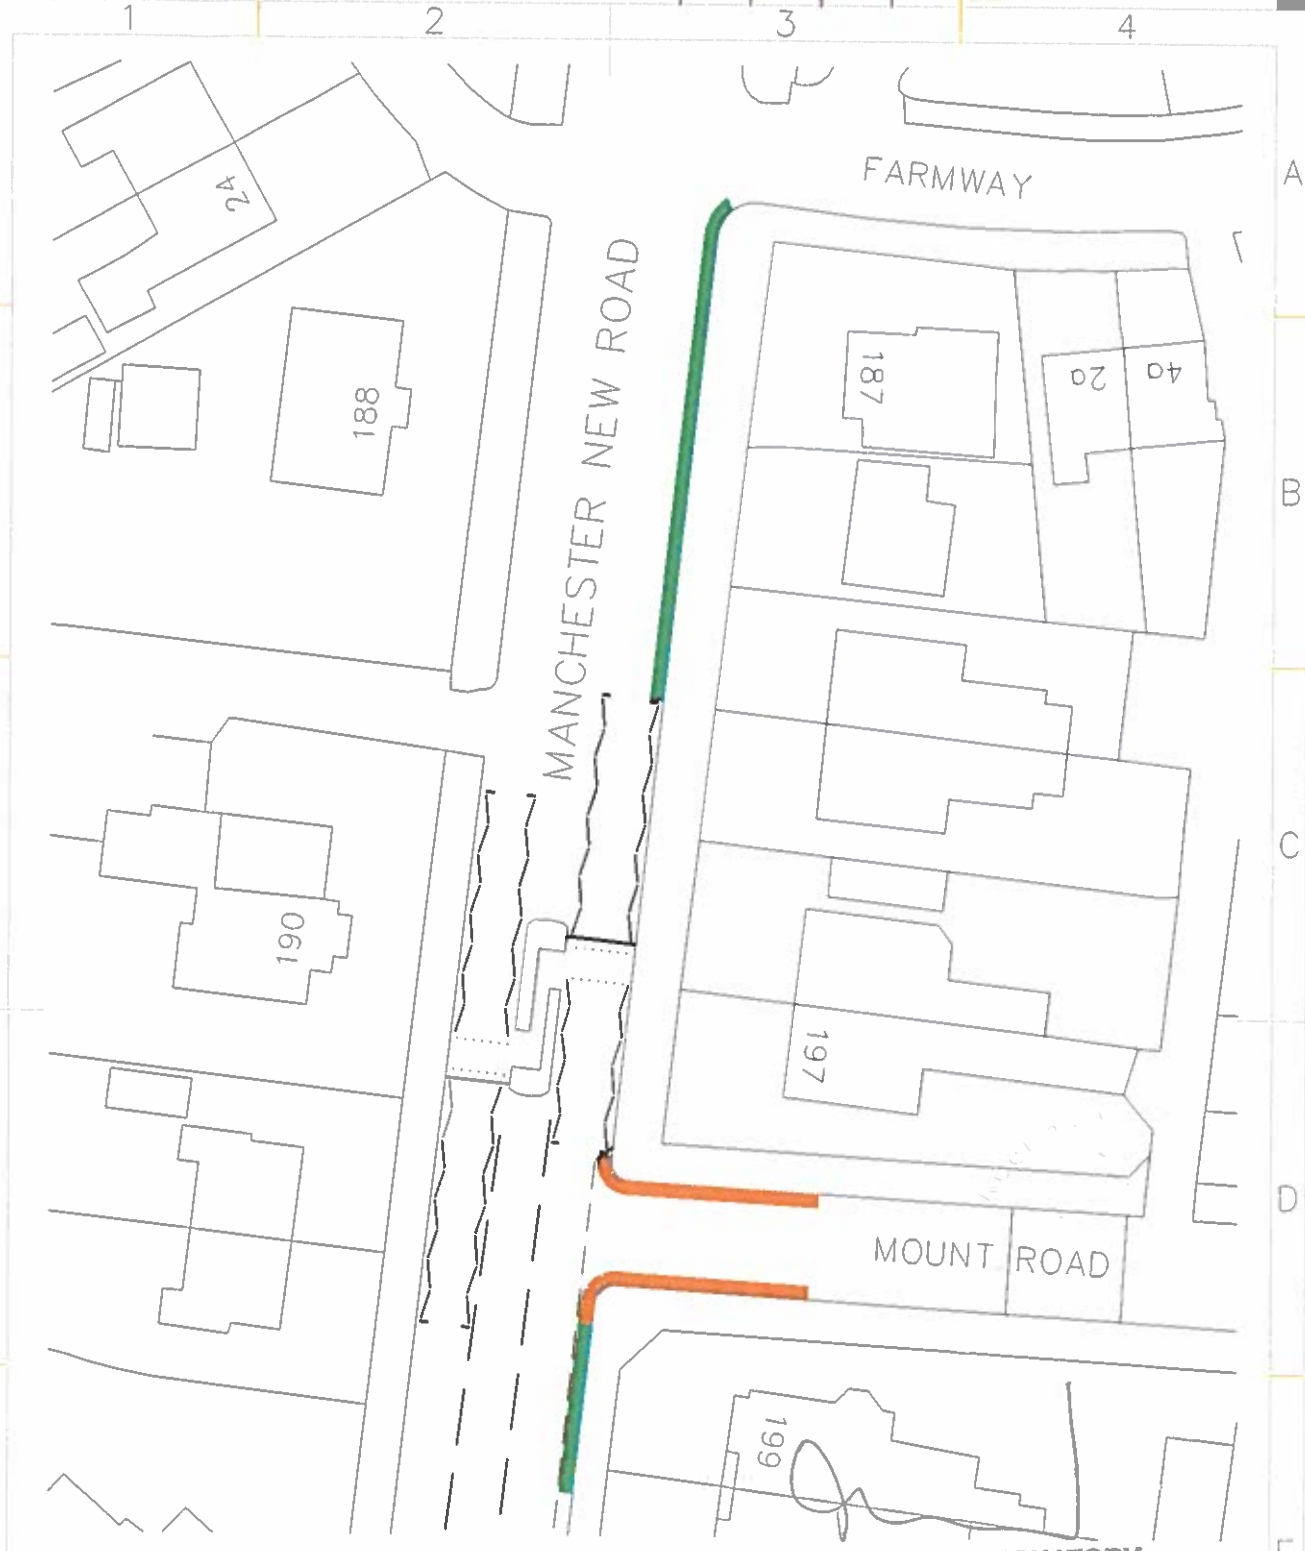 1 2 3 4
A
FARMWAY
24
MANCHESTER NEW ROAD
187
2a
4a
188
B
C
190
197
D
MOUNT ROAD
199